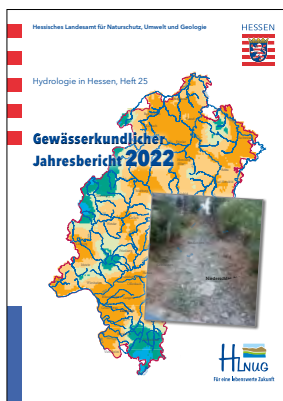 Hessisches Landesamt für Naturschutz, Umwelt und Geologie
HESSEN
Hydrologie in Hessen, Heft 25
Gewässerkundlicher
Jahresbericht 2022
HLNUG
Für eine lebenswerte Zukunft